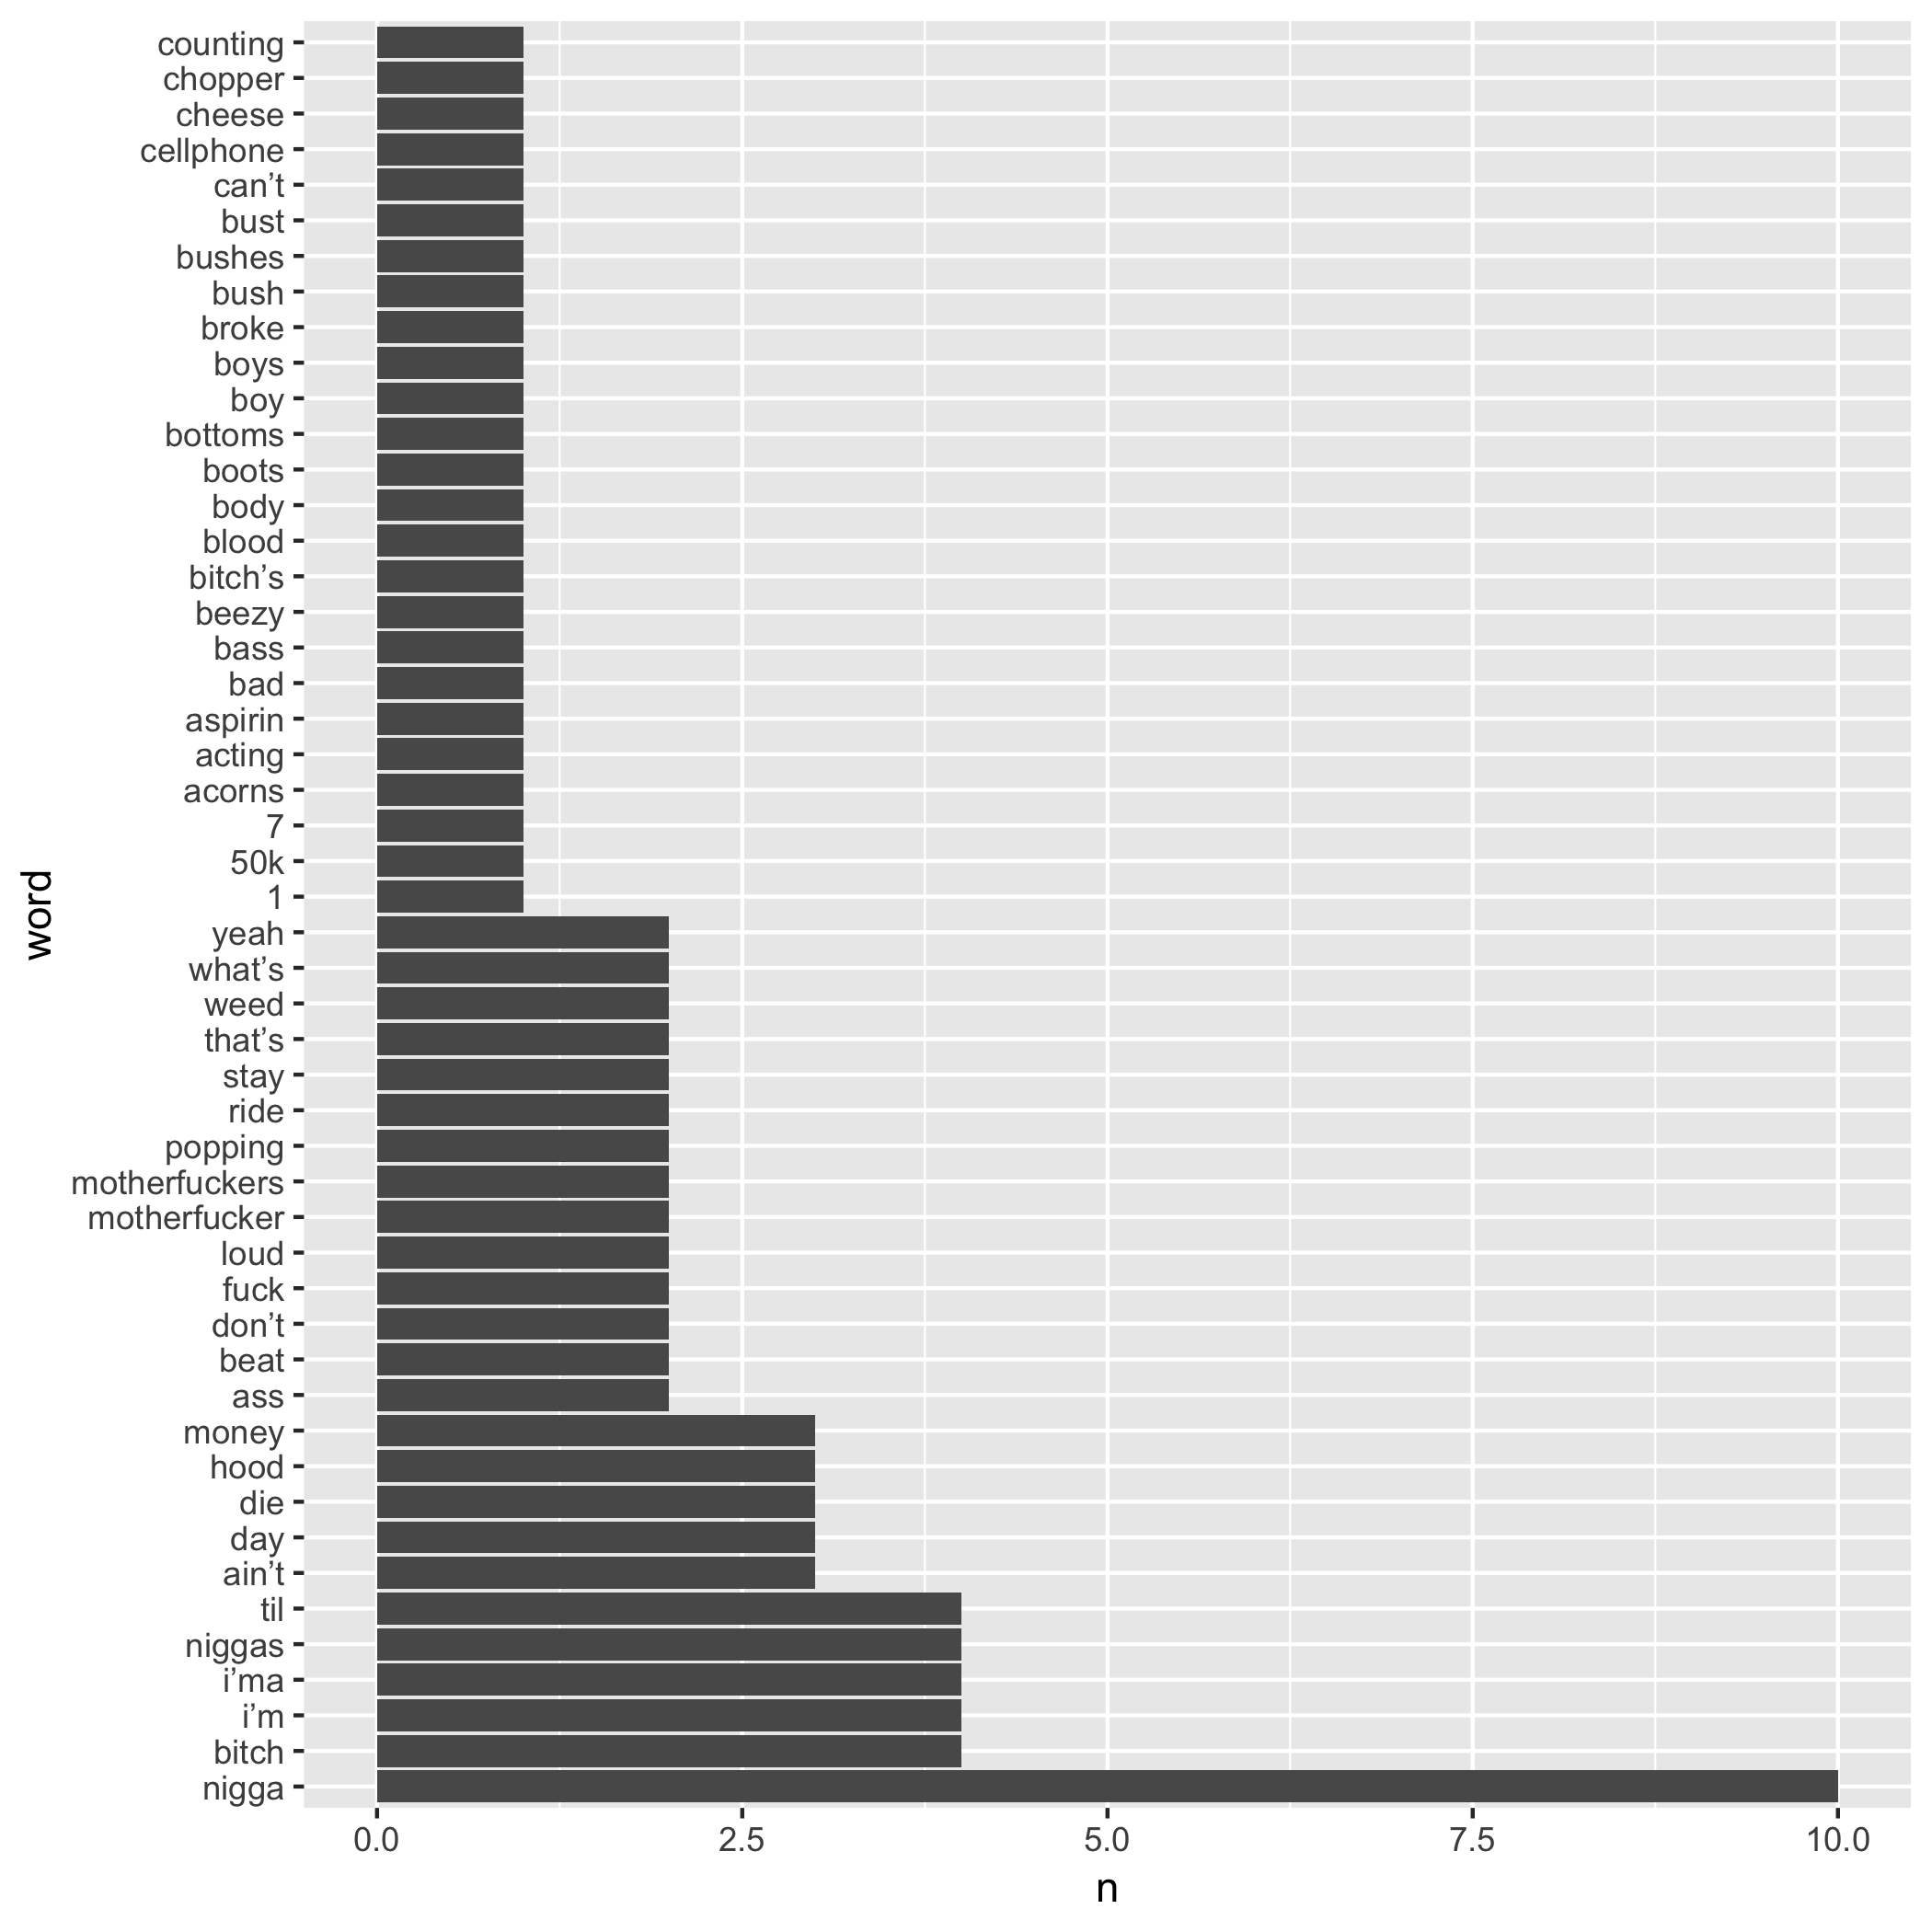 counting
chopper
cheese
cellphone
can’t
bust
bushes
bush
broke
boys
boy
bottoms
boots
body
blood
bitch’s
beezy
bass
bad
aspirin
acting
acorns
7
50k
1
yeah
what’s
weed
that’s
stay
ride
popping
motherfuckers
motherfucker
loud
fuck
don’t
beat
ass
money
hood
die
day
ain’t
til
niggas
i’ma
i’m
bitch
nigga
word
0.0 2.5 5.0 7.5 10.0
n